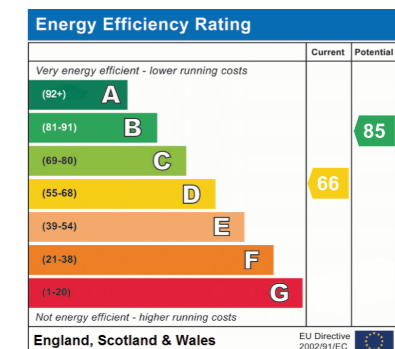 Energy Efficiency Rating
Current Potential
Very energy efficient - lower running costs
(92+) A
(81-91) B 85
(69-80) C
(55-68) D 66
(39-54) E
(21-38) F
(1-20) G
Not energy efficient - higher running costs
England, Scotland & Wales
EU Directive
2002/91/EC